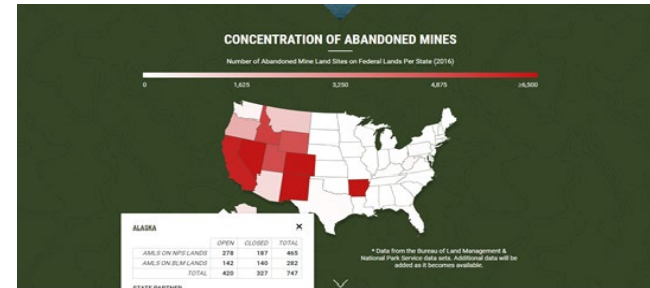 CONCENTRATION OF ABANDONED MINES
Number of Abandoned Mine Land Sites on Federal Lands Per State (2016)
0 1,625 3,250 4,875 ≥6,500
ALASKA ×
OPEN CLOSED TOTAL
AMLS ON NPS LANDS 278 187 465
AMLS ON BLM LANDS 142 140 282
TOTAL 420 327 747
STATE PARTNER
* Data from the Bureau of Land Management &
National Park Service data sets. Additional data will be
added as it becomes available.